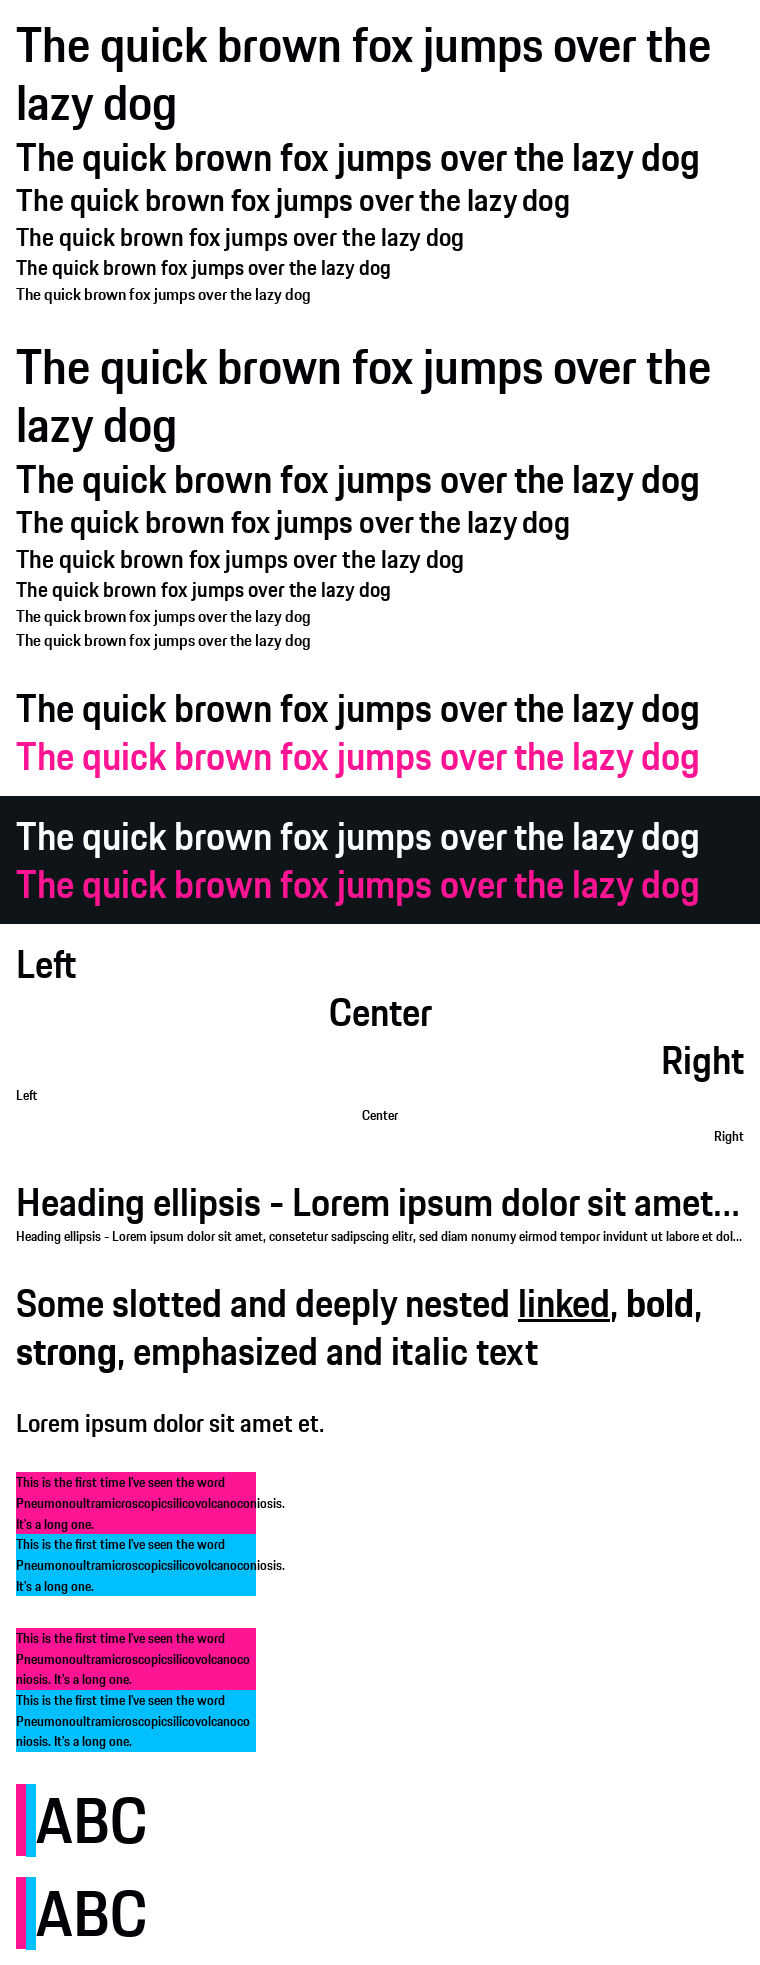 The quick brown fox jumps over the
lazy dog
The quick brown fox jumps over the lazy dog
The quick brown fox jumps over the lazy dog
The quick brown fox jumps over the lazy dog
The quick brown fox jumps over the lazy dog
The quick brown fox jumps over the lazy dog
The quick brown fox jumps over the
lazy dog
The quick brown fox jumps over the lazy dog
The quick brown fox jumps over the lazy dog
The quick brown fox jumps over the lazy dog
The quick brown fox jumps over the lazy dog
The quick brown fox jumps over the lazy dog
The quick brown fox jumps over the lazy dog
The quick brown fox jumps over the lazy dog
The quick brown fox jumps over the lazy dog
The quick brown fox jumps over the lazy dog
The quick brown fox jumps over the lazy dog
Left
Center
Right
Left
Center
Right
Heading ellipsis - Lorem ipsum dolor sit amet...
Heading ellipsis - Lorem ipsum dolor sit amet, consetetur sadipscing elitr, sed diam nonumy eirmod tempor invidunt ut labore et dol...
Some slotted and deeply nested linked, bold,
strong, emphasized and italic text
Lorem ipsum dolor sit amet et.
This is the first time I've seen the word
Pneumonoultramicroscopicsilicovolcanoconiosis.
It's a long one.
This is the first time I've seen the word
Pneumonoultramicroscopicsilicovolcanoconiosis.
It's a long one.
This is the first time I've seen the word
Pneumonoultramicroscopicsilicovolcanoco
niosis. It's a long one.
This is the first time I've seen the word
Pneumonoultramicroscopicsilicovolcanoco
niosis. It's a long one.
ABC
ABC